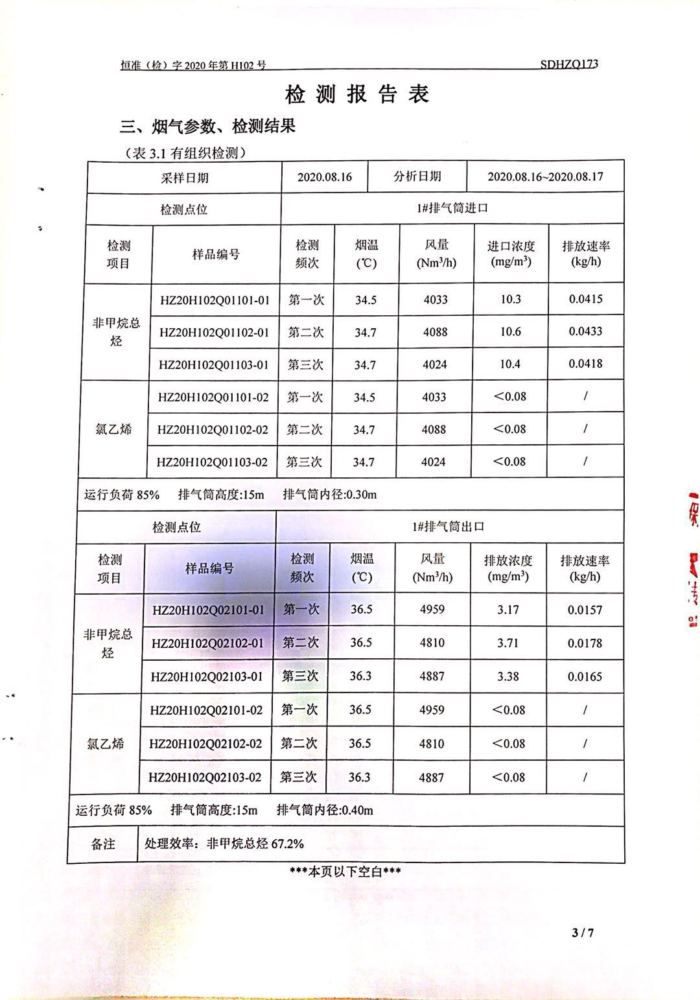 恒准（检）字 2020 年第 H102 号 SDHZQ173
检 测 报 告 表
三、烟气参数、检测结果
（表 3.1 有组织检测）
采样日期 2020.08.16 分析日期 2020.08.16~2020.08.17
检测点位 1#排气筒进口
检测项目 样品编号 检测频次 烟温(℃) 风量(Nm³/h) 进口浓度(mg/m³) 排放速率(kg/h)
非甲烷总烃 HZ20H102Q01101-01 第一次 34.5 4033 10.3 0.0415
HZ20H102Q01102-01 第二次 34.7 4088 10.6 0.0433
HZ20H102Q01103-01 第三次 34.7 4024 10.4 0.0418
氯乙烯 HZ20H102Q01101-02 第一次 34.5 4033 ＜0.08 /
HZ20H102Q01102-02 第二次 34.7 4088 ＜0.08 /
HZ20H102Q01103-02 第三次 34.7 4024 ＜0.08 /
运行负荷 85% 排气筒高度:15m 排气筒内径:0.30m
检测点位 1#排气筒出口
检测项目 样品编号 检测频次 烟温(℃) 风量(Nm³/h) 排放浓度(mg/m³) 排放速率(kg/h)
非甲烷总烃 HZ20H102Q02101-01 第一次 36.5 4959 3.17 0.0157
HZ20H102Q02102-01 第二次 36.5 4810 3.71 0.0178
HZ20H102Q02103-01 第三次 36.3 4887 3.38 0.0165
氯乙烯 HZ20H102Q02101-02 第一次 36.5 4959 ＜0.08 /
HZ20H102Q02102-02 第二次 36.5 4810 ＜0.08 /
HZ20H102Q02103-02 第三次 36.3 4887 ＜0.08 /
运行负荷 85% 排气筒高度:15m 排气筒内径:0.40m
备注 处理效率：非甲烷总烃 67.2%
***本页以下空白***
3 / 7